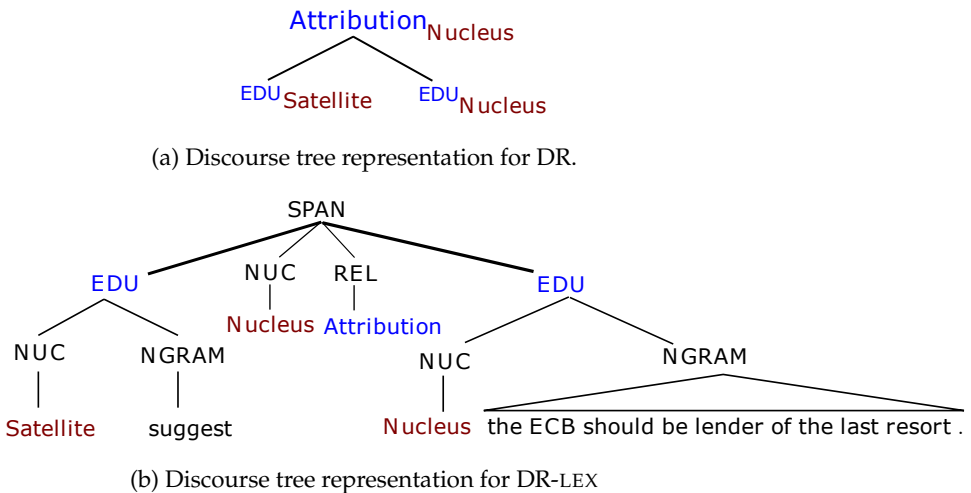 Attribution Nucleus
EDU Satellite EDU Nucleus
(a) Discourse tree representation for DR.
SPAN
EDU NUC REL EDU
Nucleus Attribution
NUC NGRAM NUC NGRAM
Satellite suggest Nucleus the ECB should be lender of the last resort .
(b) Discourse tree representation for DR-LEX